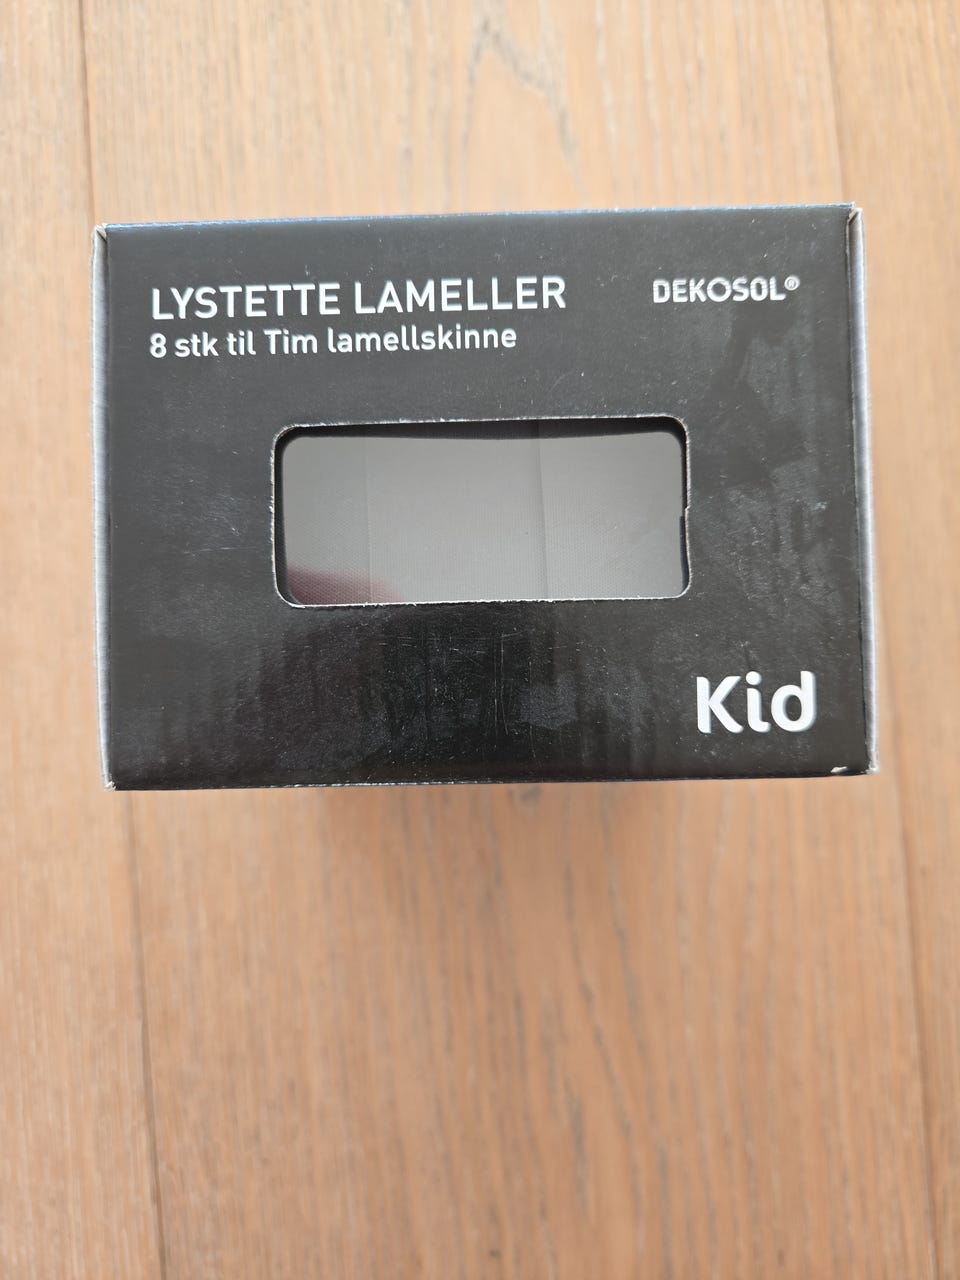 LYSTETTE LAMELLER
8 stk til Tim lamellskinne
DEKOSOL®
Kid